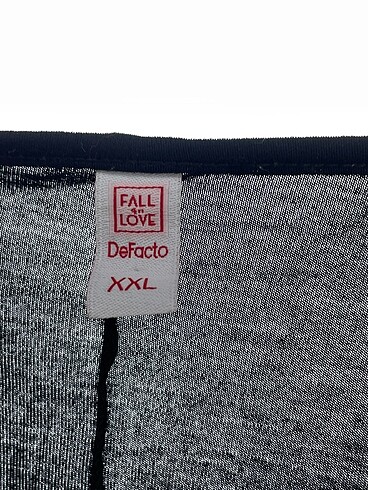 FALL
in
LOVE
DeFacto
XXL